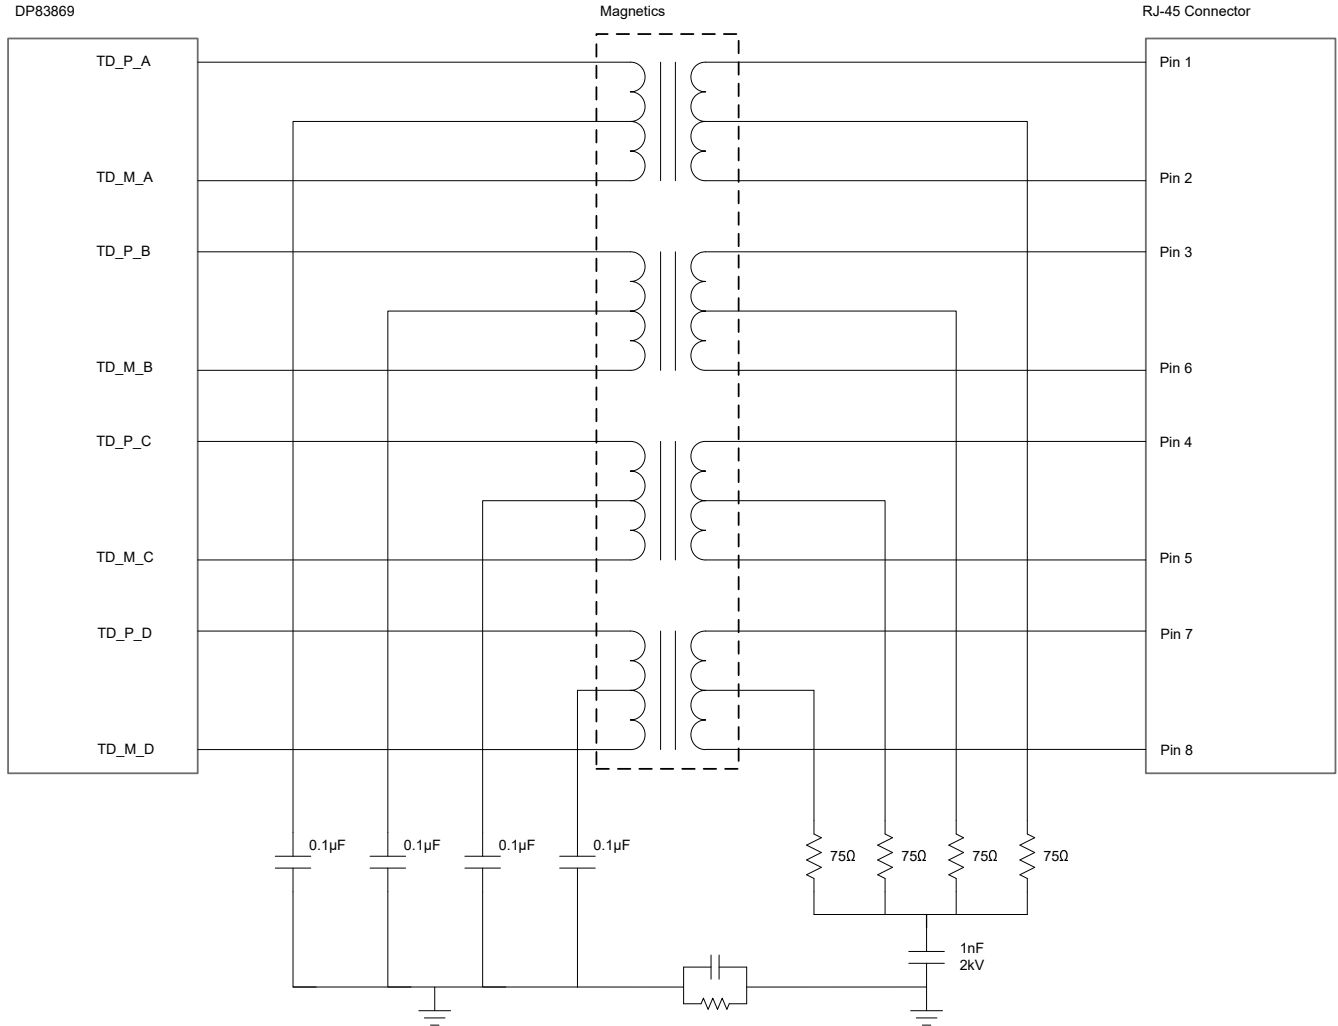 DP83869
Magnetics
RJ-45 Connector
TD_P_A
Pin 1
TD_M_A
Pin 2
TD_P_B
Pin 3
TD_M_B
Pin 6
TD_P_C
Pin 4
TD_M_C
Pin 5
TD_P_D
Pin 7
TD_M_D
Pin 8
0.1µF
0.1µF
0.1µF
0.1µF
75Ω
75Ω
75Ω
75Ω
1nF
2kV